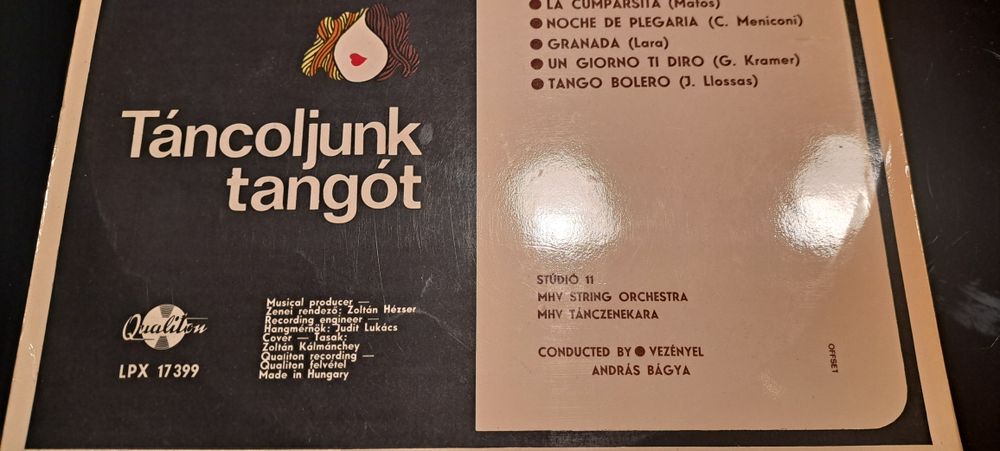 LA CUMPARSITA (Matos)
NOCHE DE PLEGARIA (C. Meniconi)
GRANADA (Lara)
UN GIORNO TI DIRO (G. Kramer)
TANGO BOLERO (J. Llossas)
Táncoljunk
tangót
STÚDIÓ 11
MHV STRING ORCHESTRA
MHV TÁNCZENEKARA
CONDUCTED BY ● VEZÉNYEL
ANDRÁS BÁGYA
OFFSET
Qualiton
LPX 17399
Musical producer —
Zenei rendező: Zoltán Hézser
Recording engineer —
Hangmérnök: Judit Lukács
Cover — Tasak:
Zoltán Kálmánchey
Qualiton recording —
Qualiton felvétel
Made in Hungary